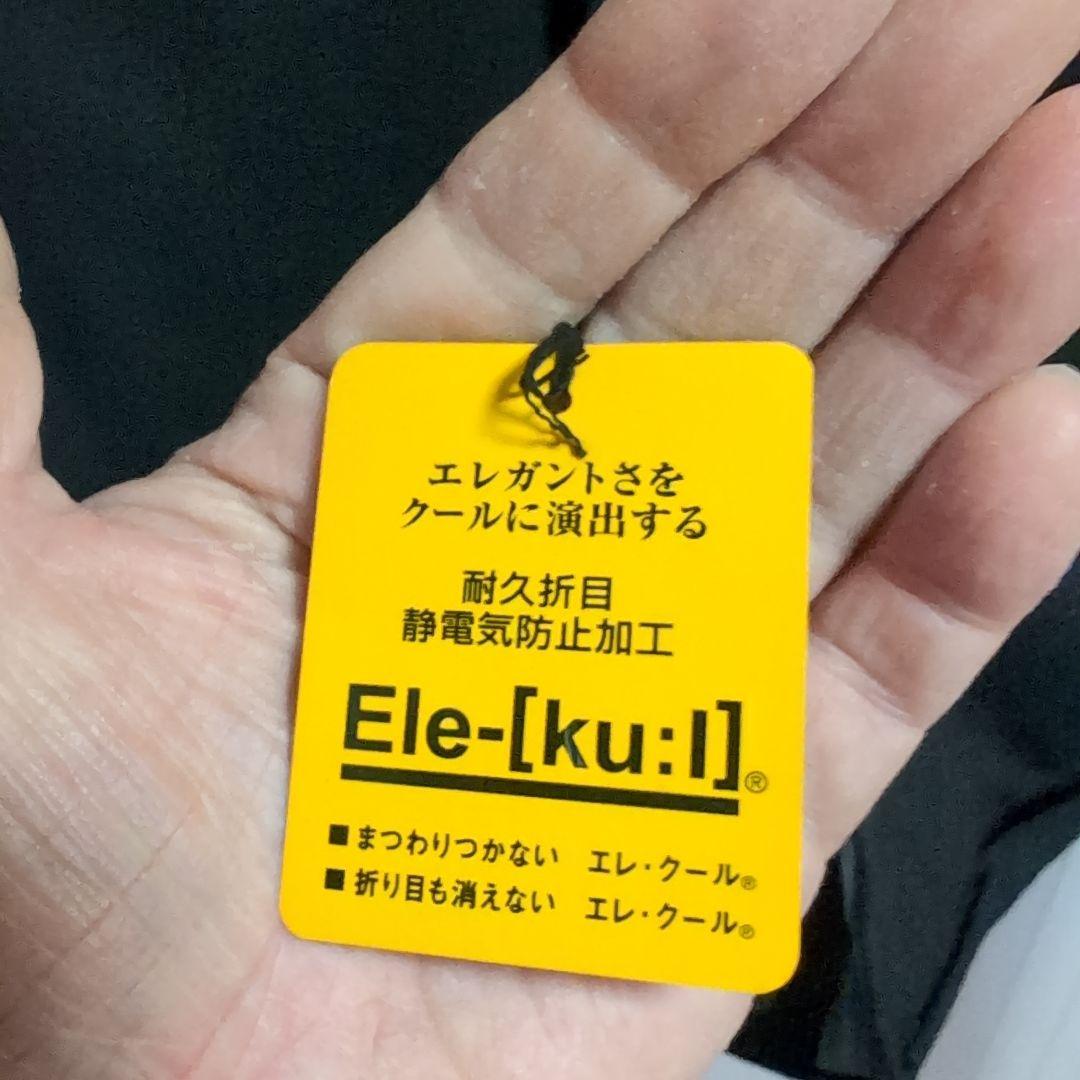 エレガントさを
クールに演出する
耐久折目
静電気防止加工
Ele-[ku:l]®
■まつわりつかない エレ・クール®
■折り目も消えない エレ・クール®